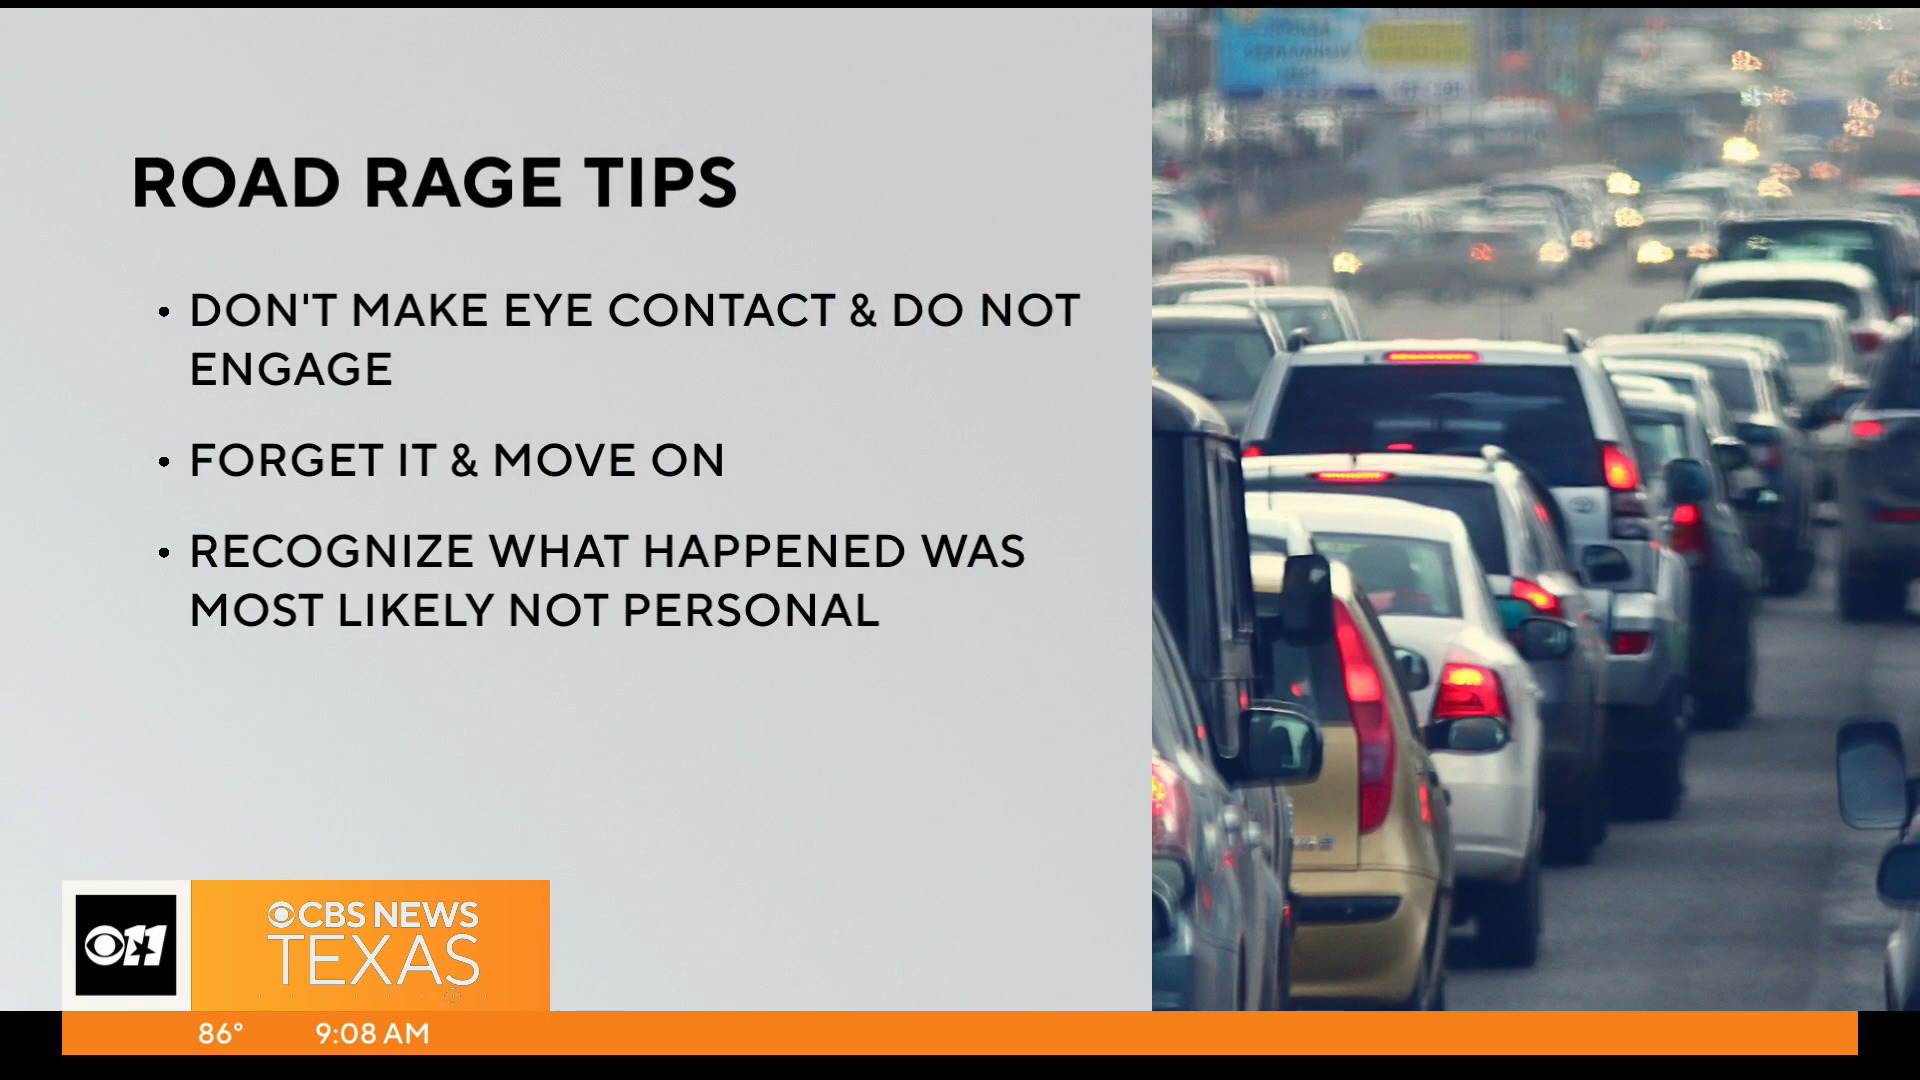 ROAD RAGE TIPS
• DON'T MAKE EYE CONTACT & DO NOT
ENGAGE
• FORGET IT & MOVE ON
• RECOGNIZE WHAT HAPPENED WAS
MOST LIKELY NOT PERSONAL
11
CBS NEWS
TEXAS
86° 9:08 AM